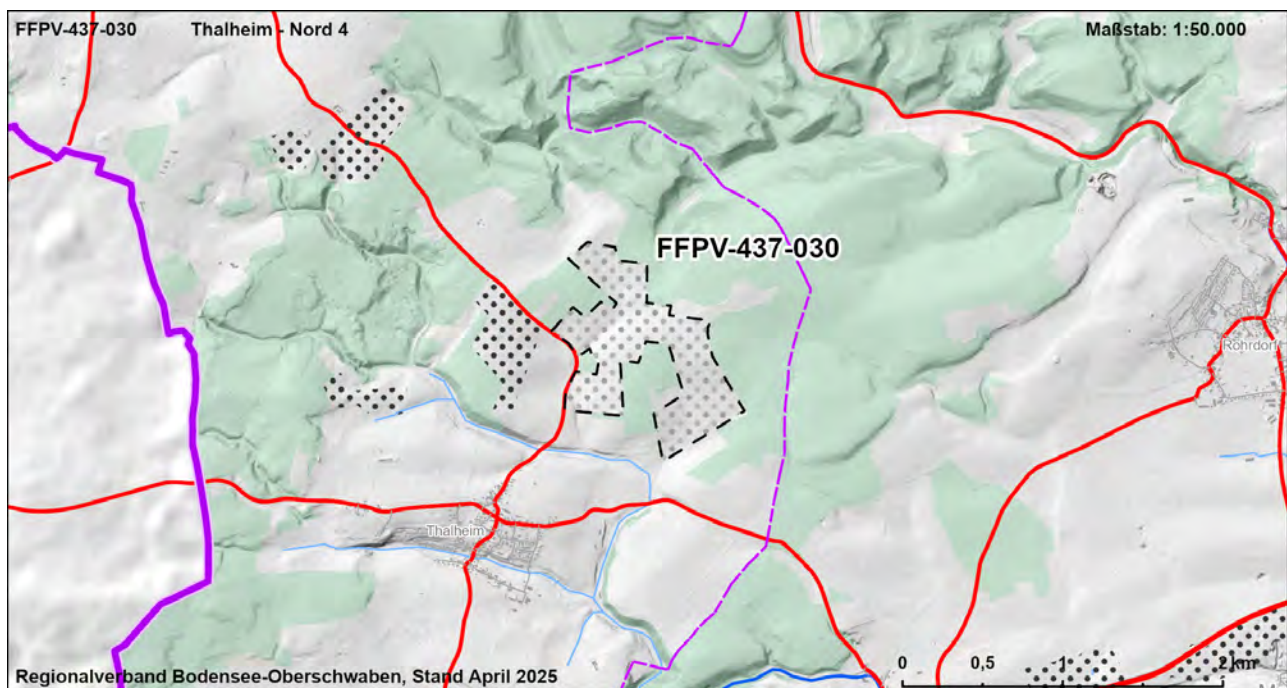 FFPV-437-030 Thalheim - Nord 4 Maßstab: 1:50.000
FFPV-437-030
Rohrdorf
Thalheim
0 0,5 1 2 km
Regionalverband Bodensee-Oberschwaben, Stand April 2025